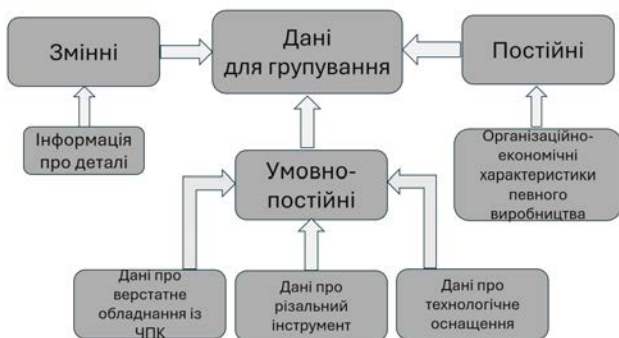 Змінні
Дані
для групування
Постійні
Інформація
про деталі
Умовно-
постійні
Організаційно-
економічні
характеристики
певного
виробництва
Дані про
верстатне
обладнання із
ЧПК
Дані про
різальний
інструмент
Дані про
технологічне
оснащення